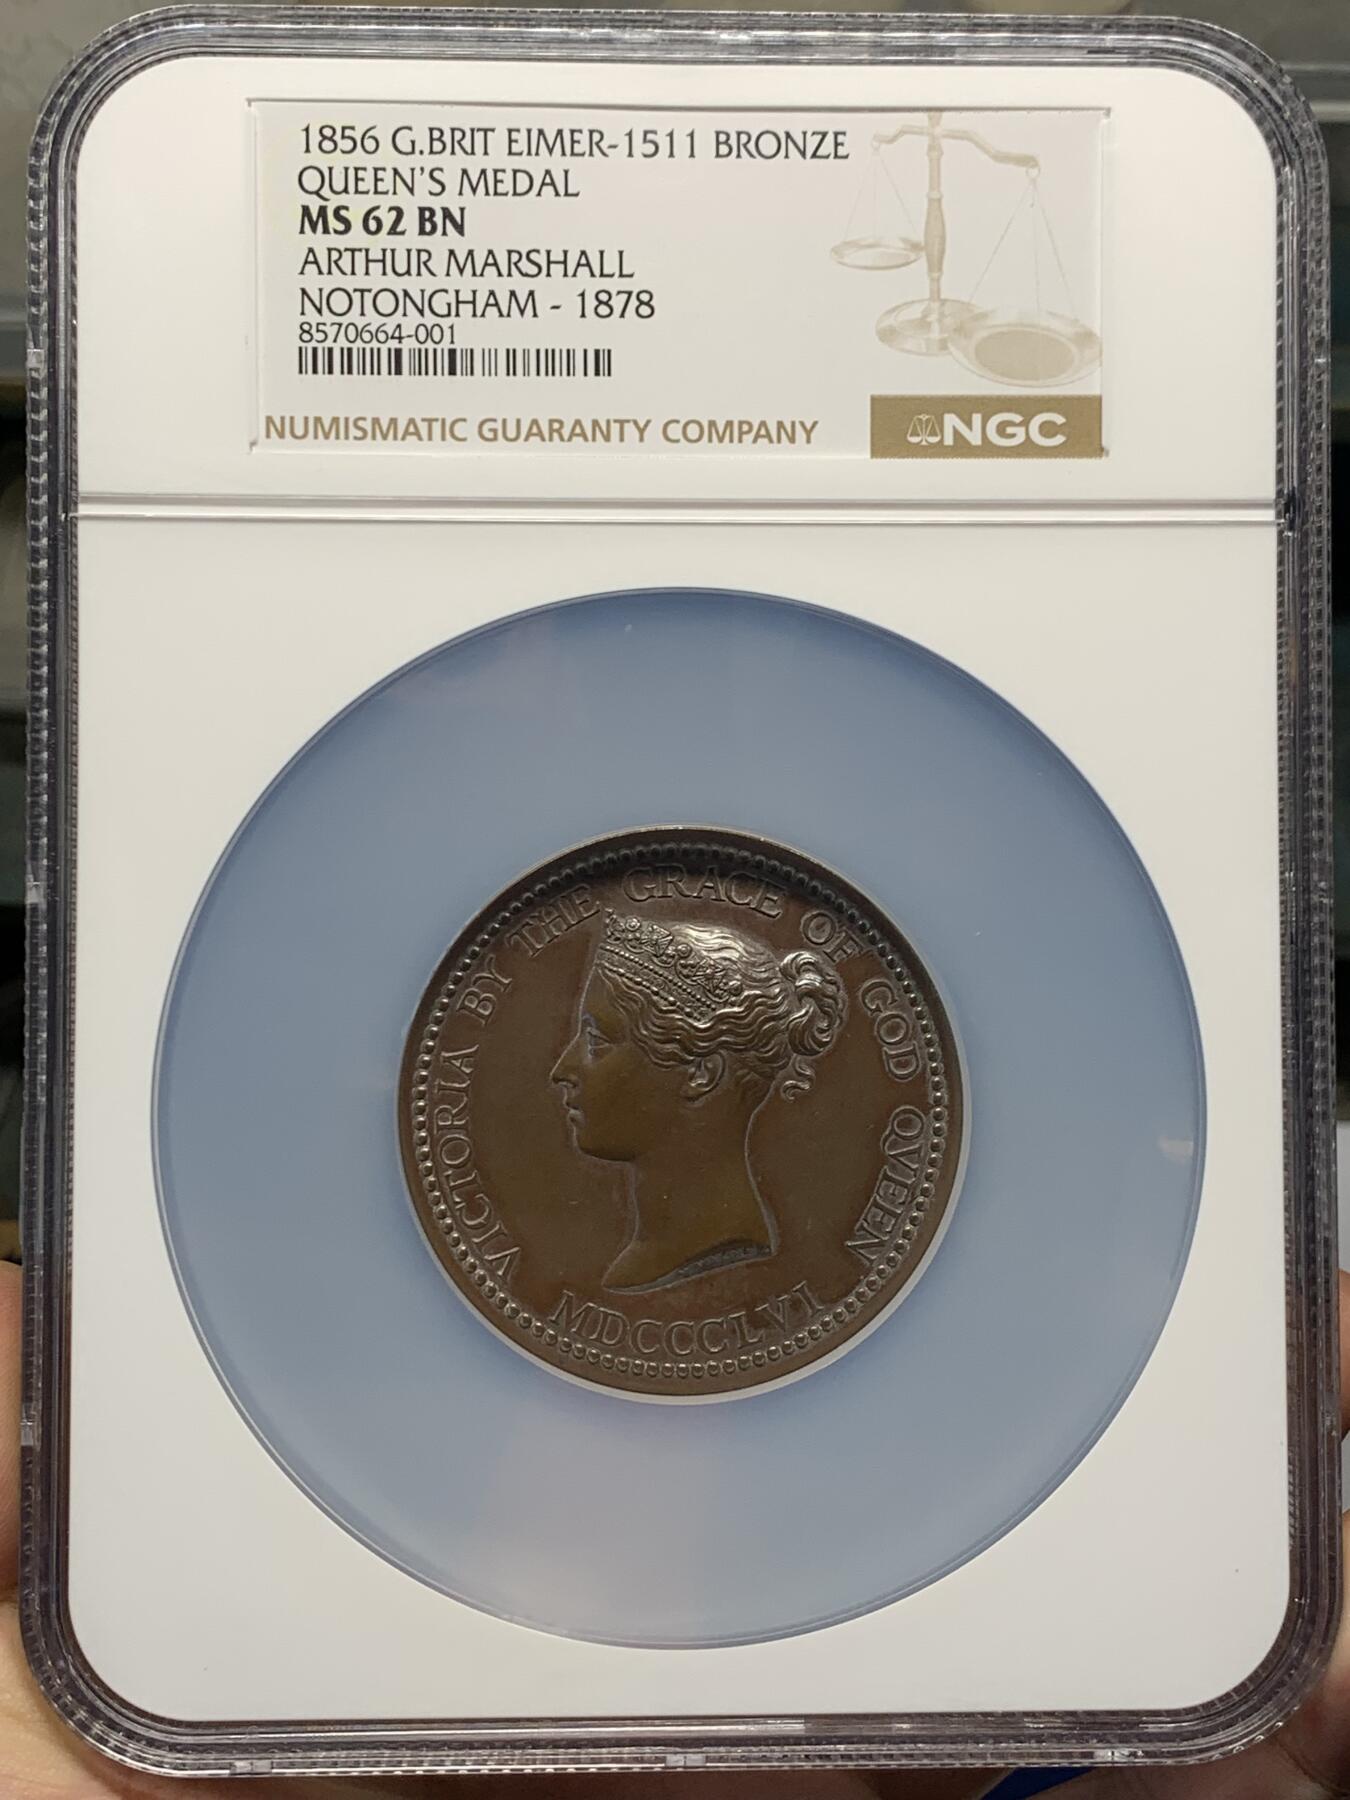 1856 G.BRIT EIMER-1511 BRONZE
QUEEN'S MEDAL
MS 62 BN
ARTHUR MARSHALL
NOTONGHAM - 1878
8570664-001
NUMISMATIC GUARANTY COMPANY
NGC
VICTORIA BY THE GRACE OF GOD QVEEN
MDCCCLVI